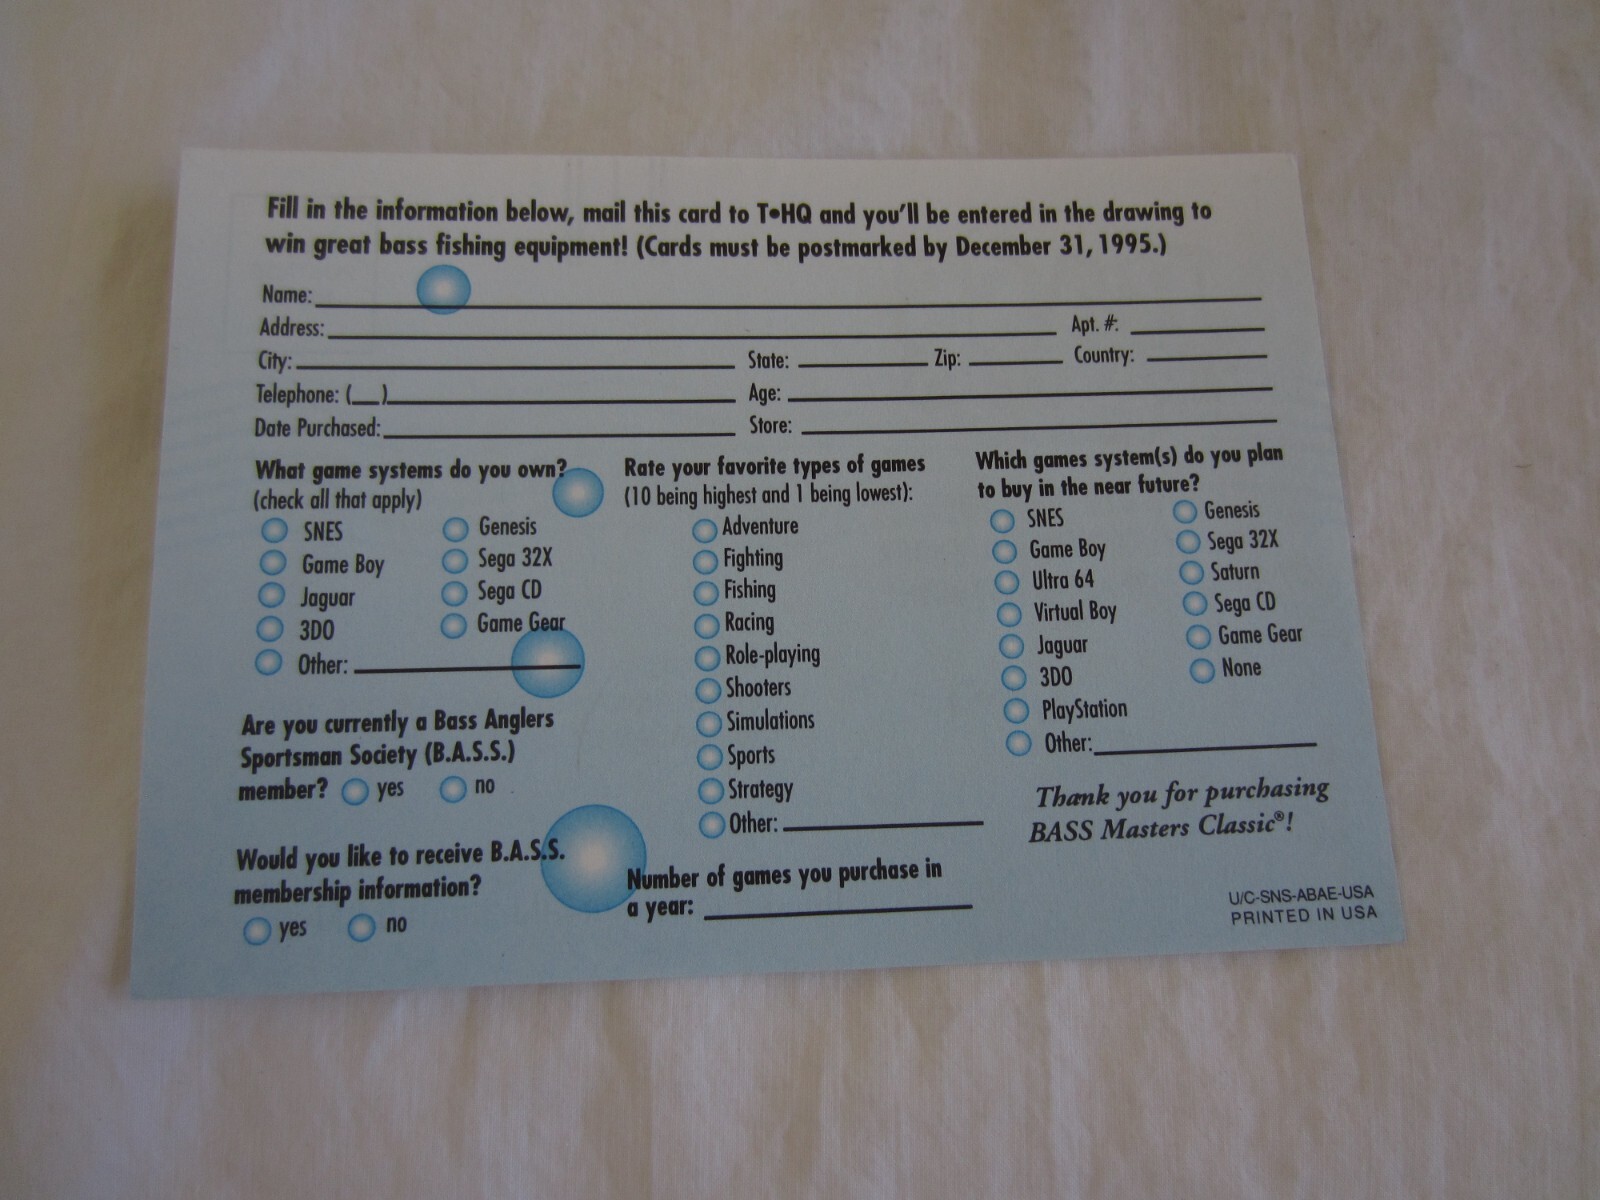 Fill in the information below, mail this card to T•HQ and you'll be entered in the drawing to
win great bass fishing equipment! (Cards must be postmarked by December 31, 1995.)
Name:
Address: Apt. #:
City: State: Zip: Country:
Telephone: (__)
Age:
Date Purchased: Store:
What game systems do you own?
(check all that apply)
SNES
Game Boy
Jaguar
3DO
Other:
Genesis
Sega 32X
Sega CD
Game Gear
Are you currently a Bass Anglers
Sportsman Society (B.A.S.S.)
member? yes no
Would you like to receive B.A.S.S.
membership information?
yes no
Rate your favorite types of games
(10 being highest and 1 being lowest):
Adventure
Fighting
Fishing
Racing
Role-playing
Shooters
Simulations
Sports
Strategy
Other:
Number of games you purchase in
a year:
Which games system(s) do you plan
to buy in the near future?
SNES
Game Boy
Ultra 64
Virtual Boy
Jaguar
3DO
PlayStation
Other:
Genesis
Sega 32X
Saturn
Sega CD
Game Gear
None
Thank you for purchasing
BASS Masters Classic®!
U/C-SNS-ABAE-USA
PRINTED IN USA